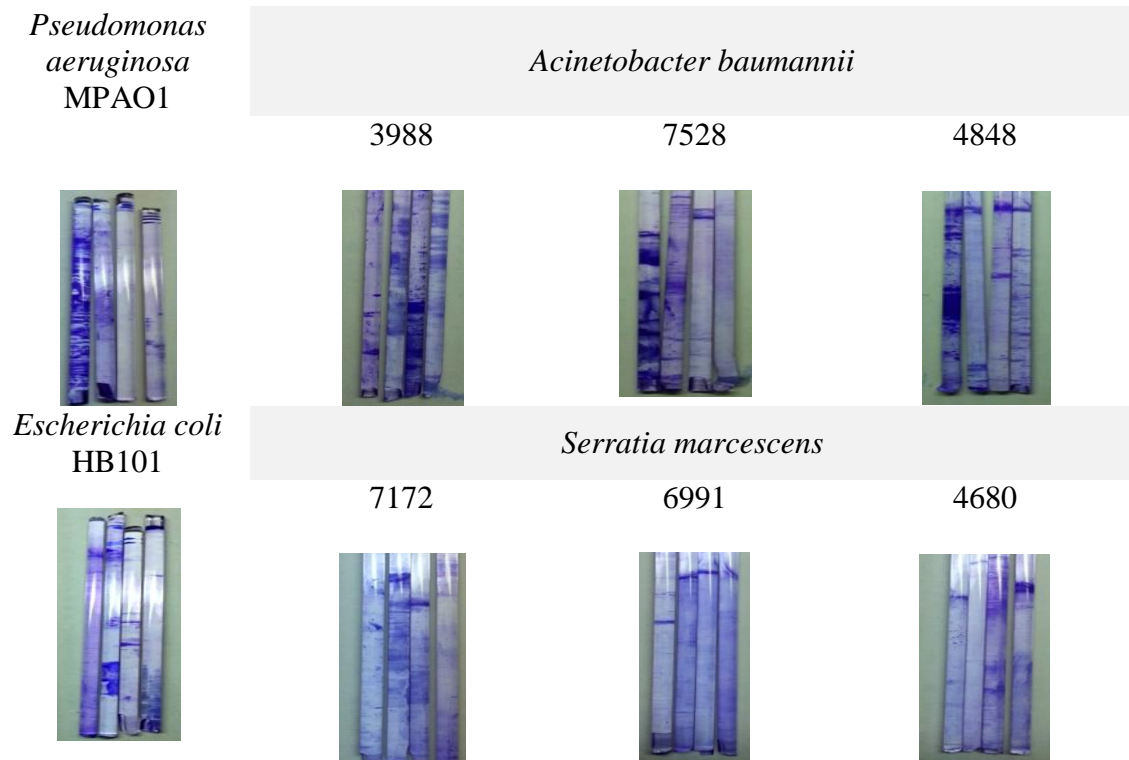 Pseudomonas
aeruginosa
MPAO1
Acinetobacter baumannii
3988 7528 4848
Escherichia coli
HB101
Serratia marcescens
7172 6991 4680